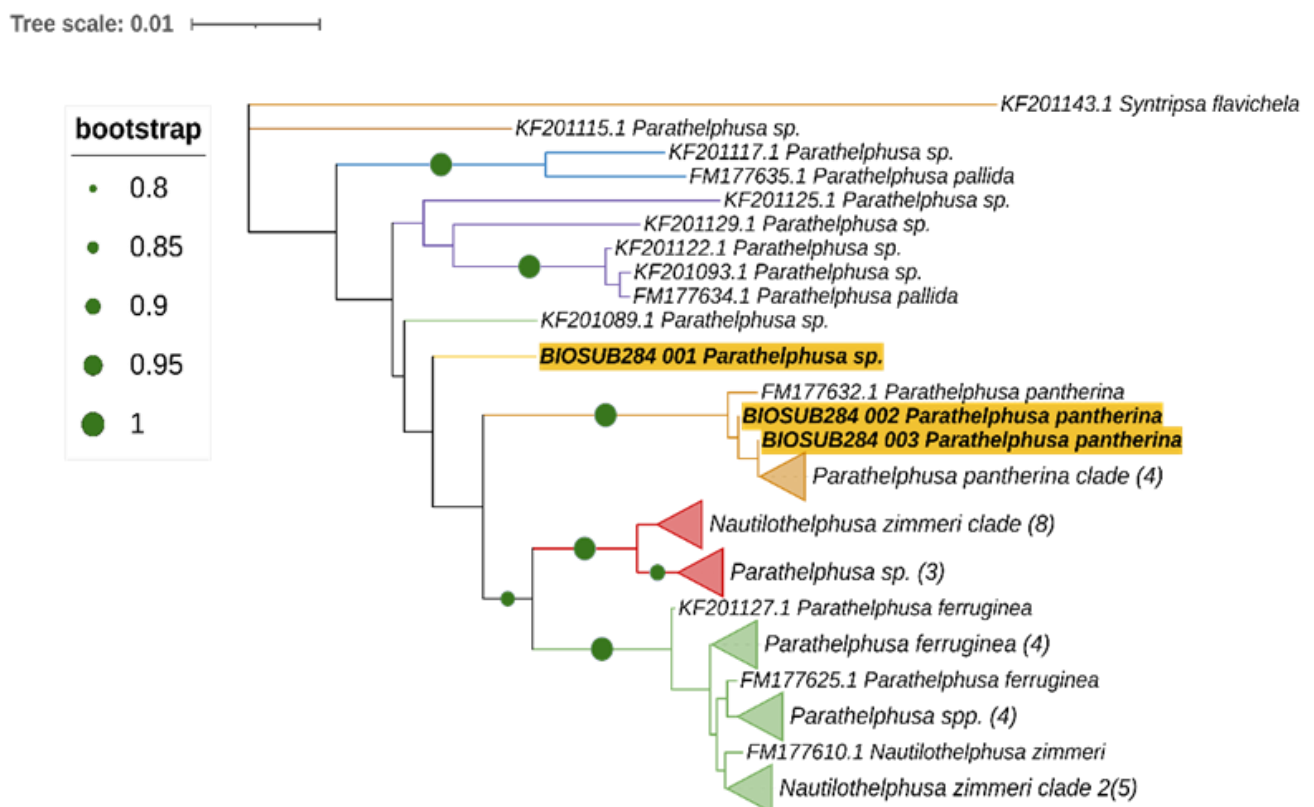 Tree scale: 0.01
bootstrap
0.8
0.85
0.9
0.95
1
KF201143.1 Syntripsa flavichela
KF201115.1 Parathelphusa sp.
KF201117.1 Parathelphusa sp.
FM177635.1 Parathelphusa pallida
KF201125.1 Parathelphusa sp.
KF201129.1 Parathelphusa sp.
KF201122.1 Parathelphusa sp.
KF201093.1 Parathelphusa sp.
FM177634.1 Parathelphusa pallida
KF201089.1 Parathelphusa sp.
BIOSUB284 001 Parathelphusa sp.
FM177632.1 Parathelphusa pantherina
BIOSUB284 002 Parathelphusa pantherina
BIOSUB284 003 Parathelphusa pantherina
Parathelphusa pantherina clade (4)
Nautilothelphusa zimmeri clade (8)
Parathelphusa sp. (3)
KF201127.1 Parathelphusa ferruginea
Parathelphusa ferruginea (4)
FM177625.1 Parathelphusa ferruginea
Parathelphusa spp. (4)
FM177610.1 Nautilothelphusa zimmeri
Nautilothelphusa zimmeri clade 2(5)